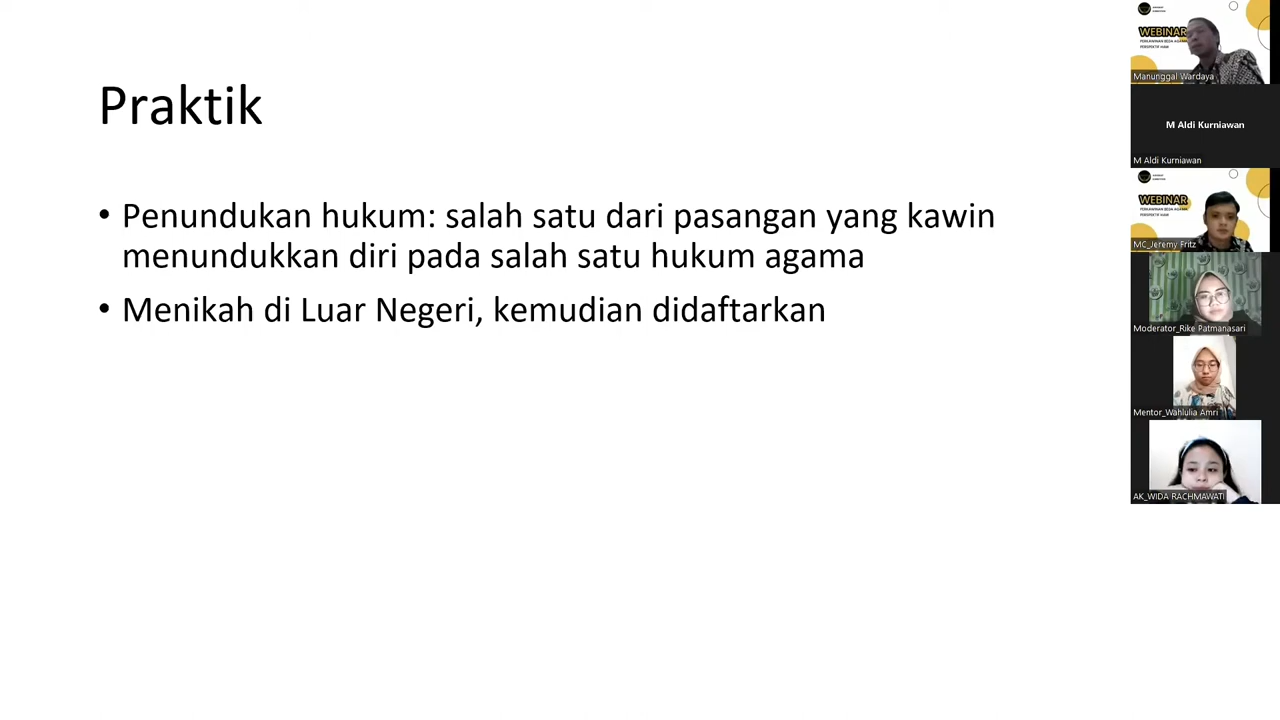 Praktik
• Penundukan hukum: salah satu dari pasangan yang kawin
menundukkan diri pada salah satu hukum agama
• Menikah di Luar Negeri, kemudian didaftarkan
WEBINAR
Manunggal Wardaya
M Aldi Kurniawan
M Aldi Kurniawan
WEBINAR
MC_Jeremy Fritz
Moderator_Rike Patmanasari
Mentor_Wahlulia Amri
AK_WIDA RACHMAWATI